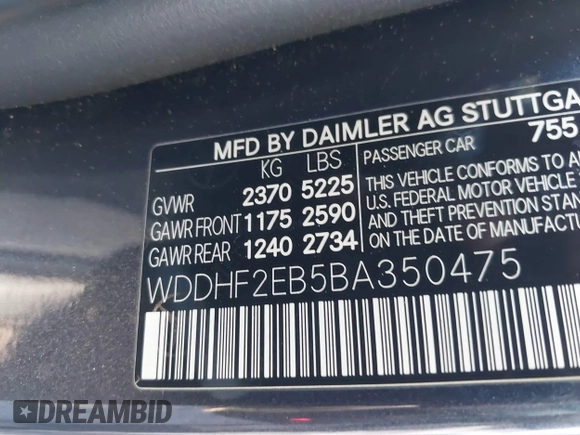 MFD BY DAIMLER AG STUTTGA
KG LBS
GVWR 2370 5225
GAWR FRONT 1175 2590
GAWR REAR 1240 2734
PASSENGER CAR 755
THIS VEHICLE CONFORMS TO A
U.S. FEDERAL MOTOR VEHICLE
AND THEFT PREVENTION STAN
ON THE DATE OF MANUFACTU
WDDHF2EB5BA350475
DREAMBID